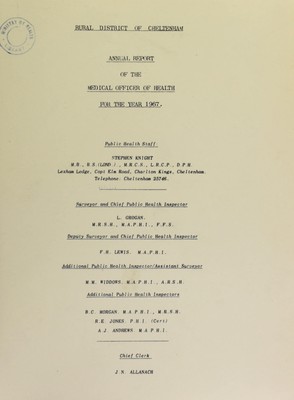 RURAL DISTRICT OF CHELTENHAM
ANNUAL REPORT
OF THE
MEDICAL OFFICER OF HEALTH
FOR THE YEAR 1967.
Public Health Staff
STEPHEN KNIGHT
M.B., B.S.(LOND.), M.R.C.S., L.R.C.P., D.P.H.
Lexham Lodge, Copt Elm Road, Charlton Kings, Cheltenham.
Telephone: Cheltenham 25748.
Surveyor and Chief Public Health Inspector
L. GROGAN.
M.R.S.H., M.A.P.H.I., F.F.S.
Deputy Surveyor and Chief Public Health Inspector
F.H. LEWIS. M.A.P.H.I.
Additional Public Health Inspector/Assistant Surveyor
M.M. WIDDOWS. M.A.P.H.I., A.R.S.H.
Additional Public Health Inspectors
B.C. MORGAN. M.A.P.H.I., M.R.S.H.
R.E. JONES. P.H.I. (Cert)
A.J. ANDREWS. M.A.P.H.I.
Chief Clerk
J.N. ALLANACH